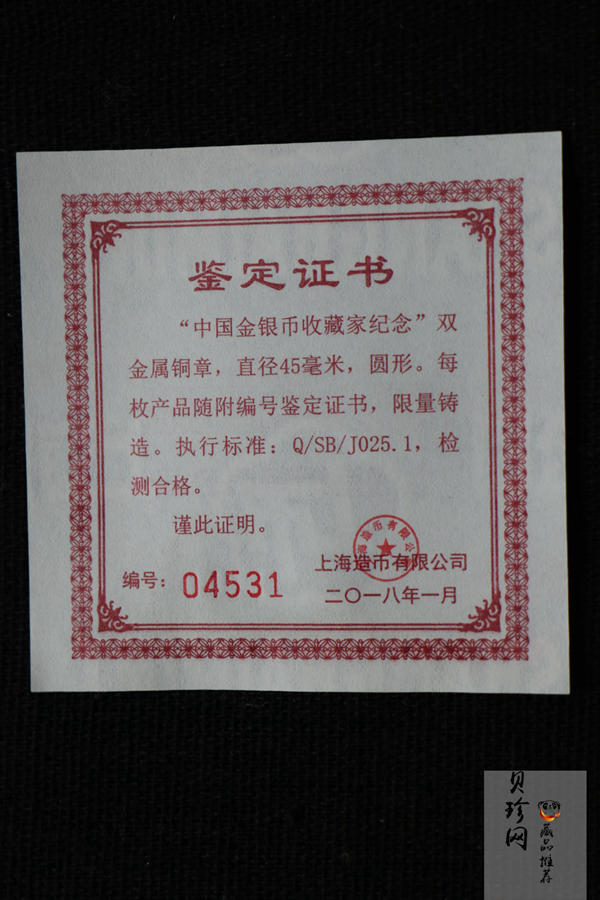 鉴定证书
“中国金银币收藏家纪念”双
金属铜章，直径45毫米，圆形。每
枚产品随附编号鉴定证书，限量铸
造。执行标准：Q/SB/J025.1，检
测合格。
谨此证明。
上海造币有限公司
编号：04531
二〇一八年一月
贝珍网
藏品推荐